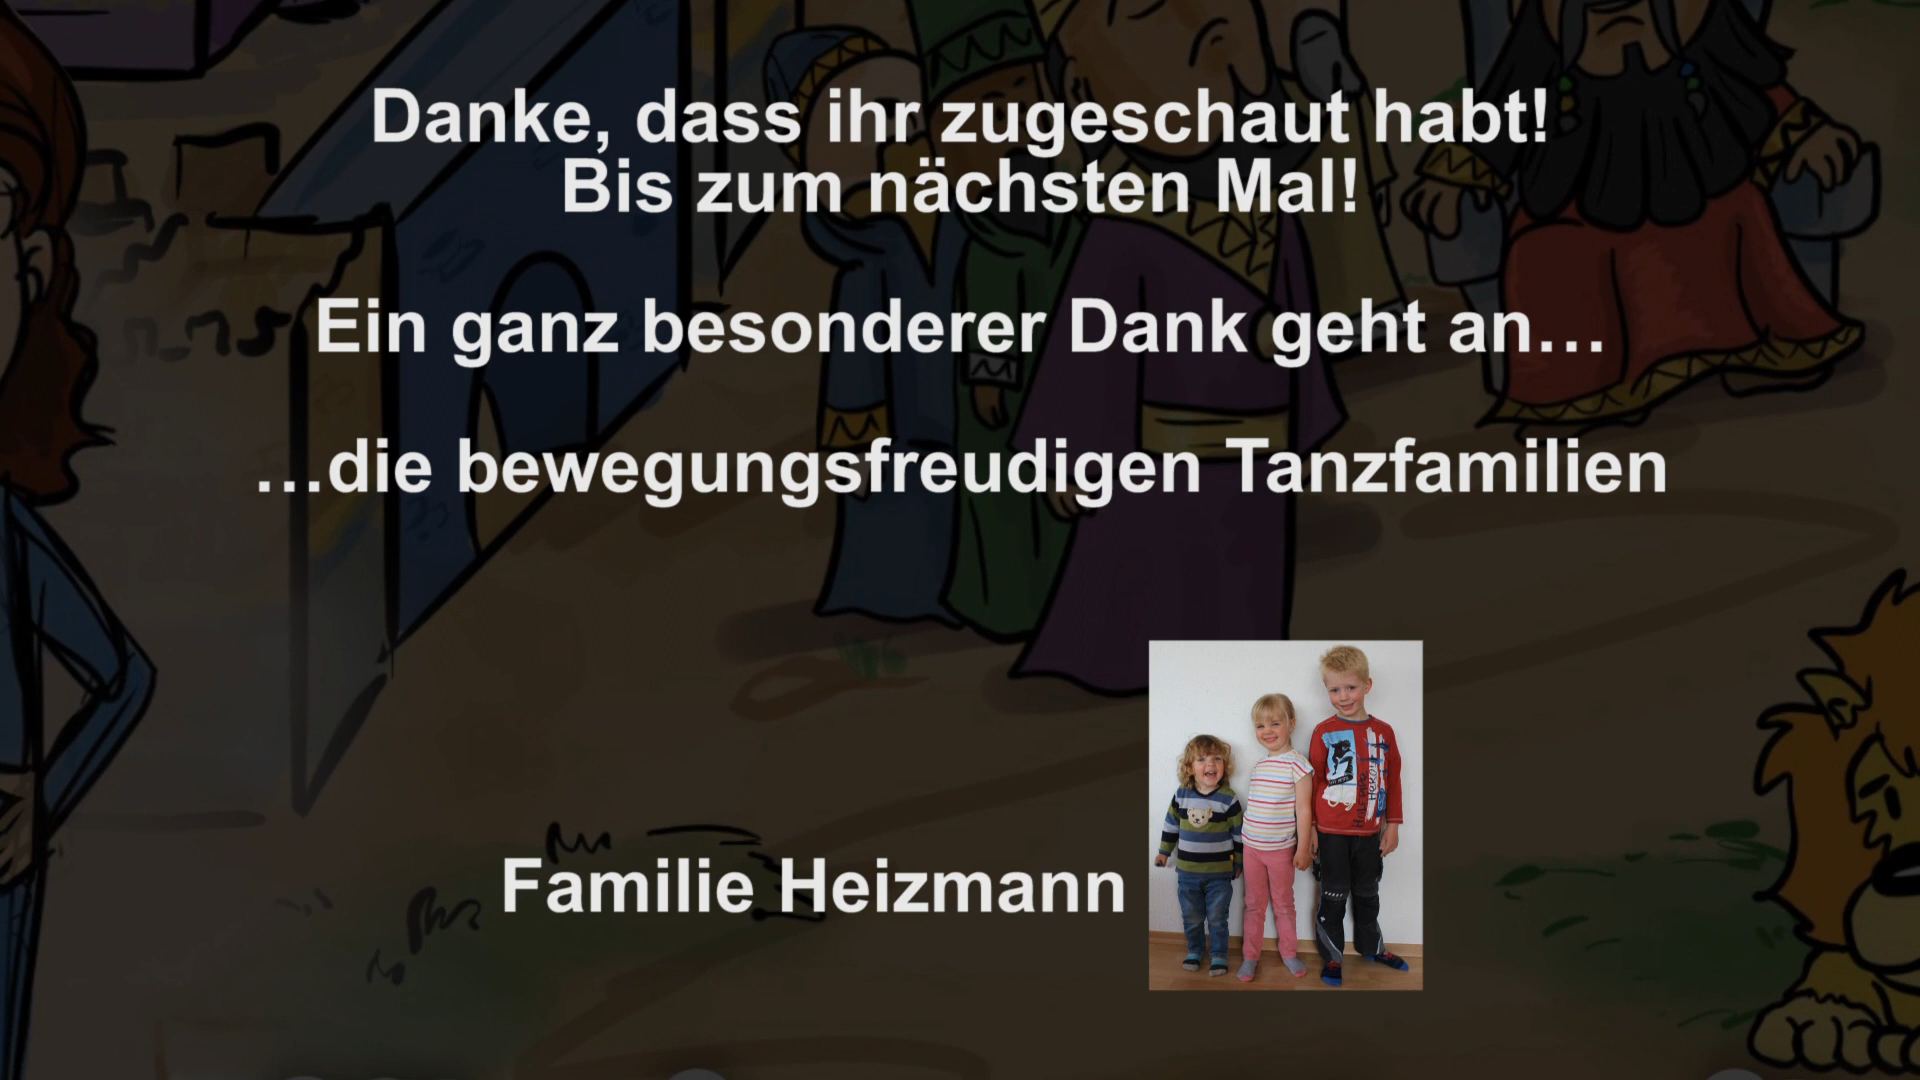 Danke, dass ihr zugeschaut habt!
Bis zum nächsten Mal!
Ein ganz besonderer Dank geht an…
…die bewegungsfreudigen Tanzfamilien
Familie Heizmann